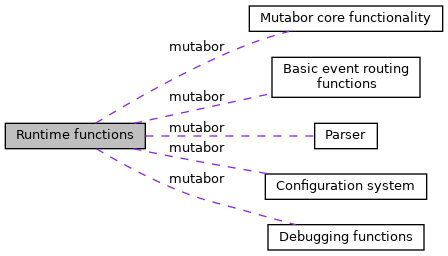 Mutabor core functionality
mutabor
Basic event routing
functions
mutabor
Runtime functions
mutabor
Parser
mutabor
Configuration system
mutabor
Debugging functions